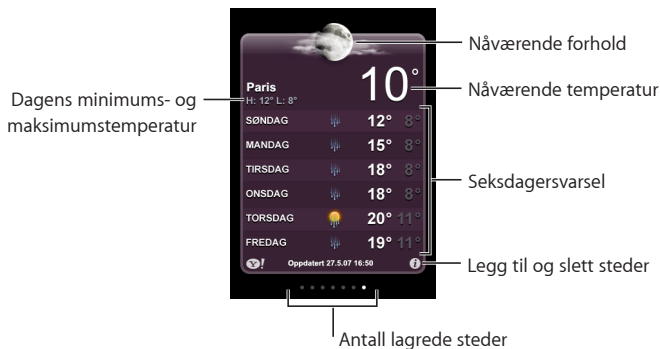 Nåværende forhold
10°
Nåværende temperatur
Paris
H: 12° L: 8°
Dagens minimums- og
maksimumstemperatur
SØNDAG 12° 8°
MANDAG 15° 8°
TIRSDAG 18° 8°
Seksdagersvarsel
ONSDAG 18° 8°
TORSDAG 20° 11°
FREDAG 19° 11°
Y! Oppdatert 27.5.07 16:50 i
Legg til og slett steder
Antall lagrede steder